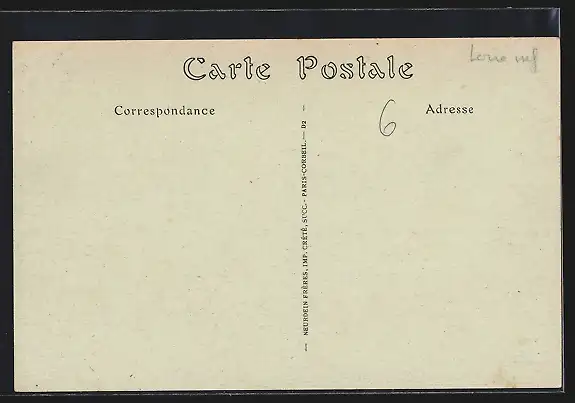 Carte Postale
Correspondance
6
Adresse
— NEURDEIN FRÈRES, IMP. CRÉTÉ, SUCC. - PARIS-CORBEIL. — D2 —